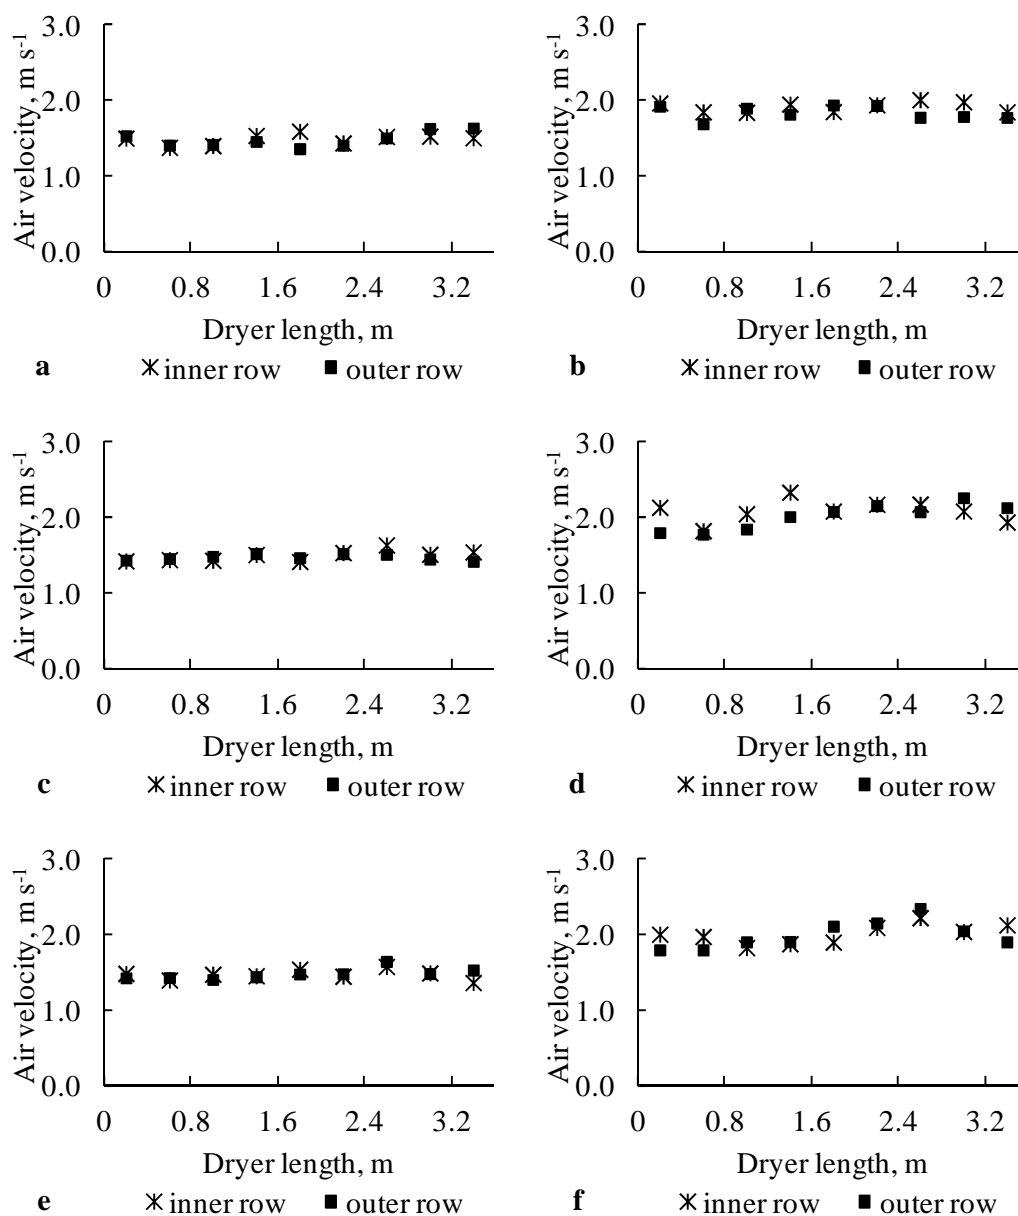 3.0
2.0
1.0
0.0
Air velocity, m s-1
0 0.8 1.6 2.4 3.2
Dryer length, m
a inner row outer row
3.0
2.0
1.0
0.0
Air velocity, m s-1
0 0.8 1.6 2.4 3.2
Dryer length, m
b inner row outer row
3.0
2.0
1.0
0.0
Air velocity, m s-1
0 0.8 1.6 2.4 3.2
Dryer length, m
c inner row outer row
3.0
2.0
1.0
0.0
Air velocity, m s-1
0 0.8 1.6 2.4 3.2
Dryer length, m
d inner row outer row
3.0
2.0
1.0
0.0
Air velocity, m s-1
0 0.8 1.6 2.4 3.2
Dryer length, m
e inner row outer row
3.0
2.0
1.0
0.0
Air velocity, m s-1
0 0.8 1.6 2.4 3.2
Dryer length, m
f inner row outer row